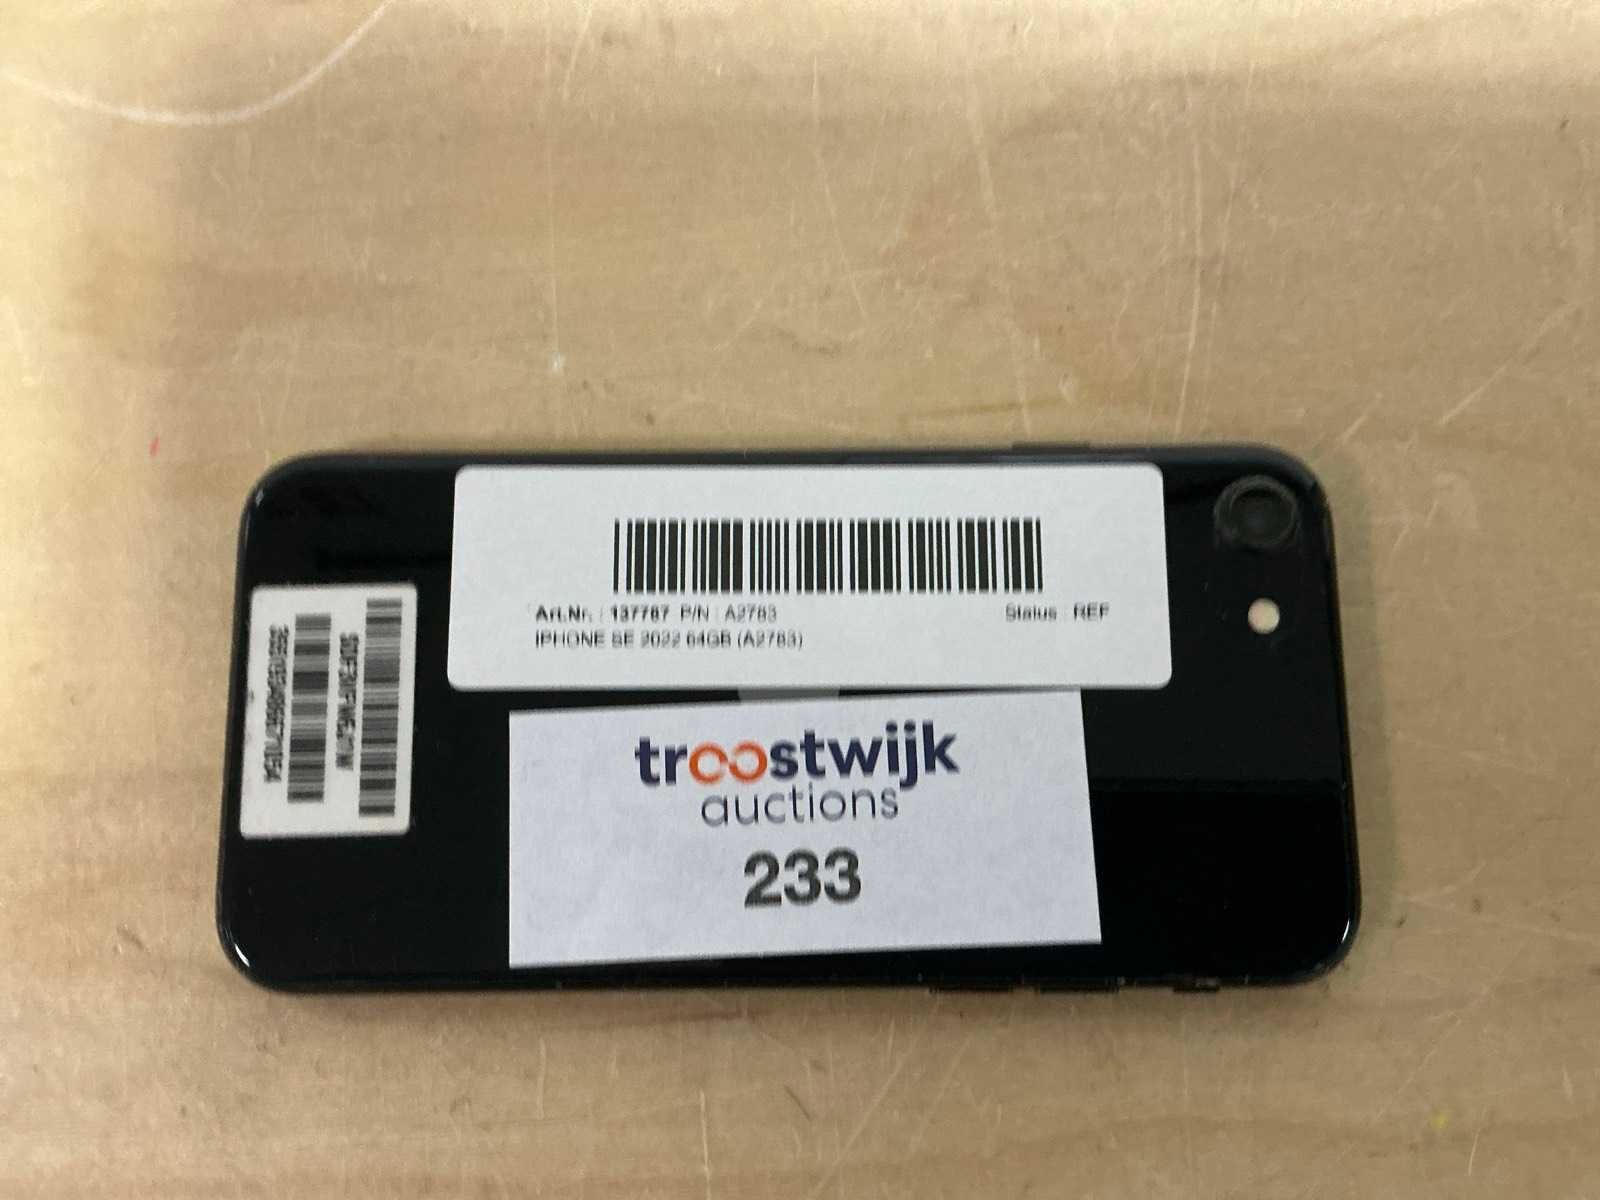 Art.Nr. : 137787 P/N : A2783 Status : REF
IPHONE SE 2022 64GB (A2783)
troostwijk
auctions
233